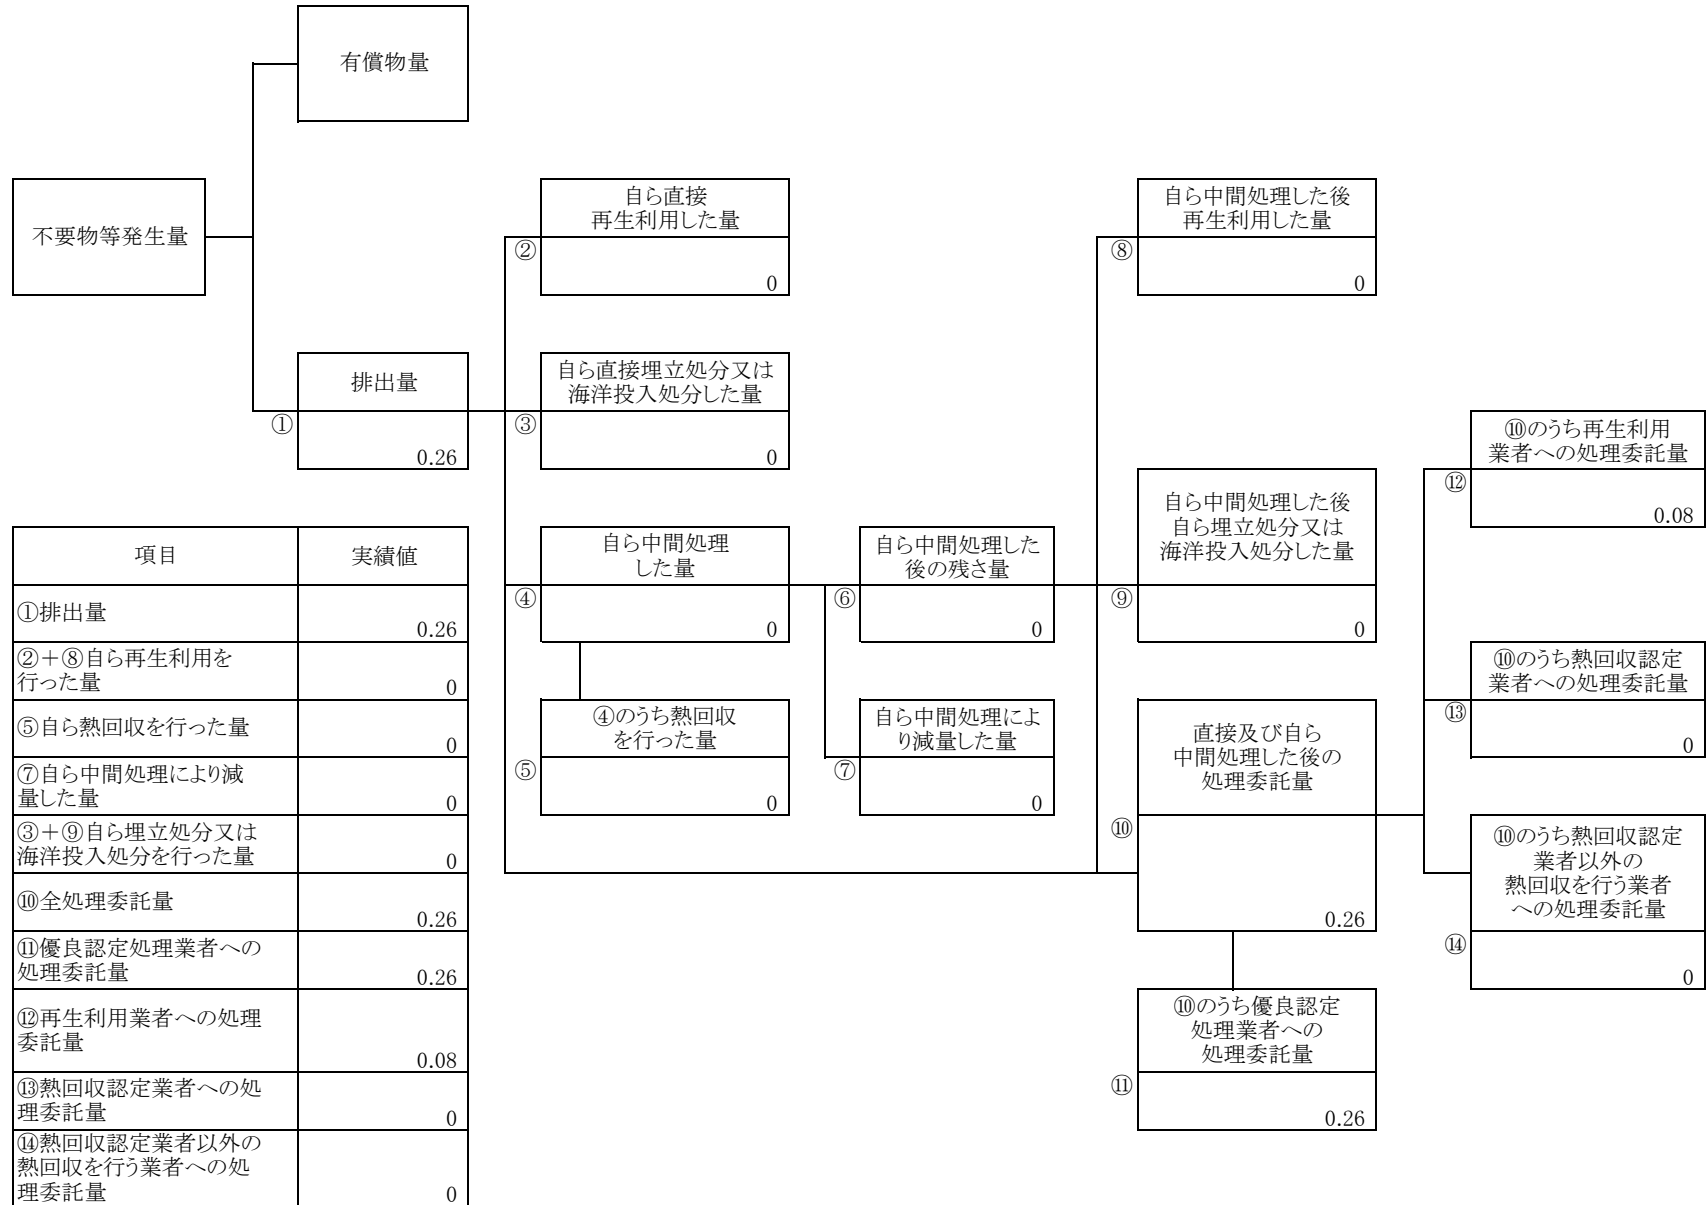 有償物量
不要物等発生量
自ら直接
再生利用した量
②
0
自ら中間処理した後
再生利用した量
⑧
0
排出量
①
0.26
自ら直接埋立処分又は
海洋投入処分した量
③
0
⑩のうち再生利用
業者への処理委託量
⑫
0.08
自ら中間処理
した量
④
0
自ら中間処理した
後の残さ量
⑥
0
自ら中間処理した後
自ら埋立処分又は
海洋投入処分した量
⑨
0
⑩のうち熱回収認定
業者への処理委託量
⑬
0
④のうち熱回収
を行った量
⑤
0
自ら中間処理によ
り減量した量
⑦
0
直接及び自ら
中間処理した後の
処理委託量
⑩
0.26
⑩のうち熱回収認定
業者以外の
熱回収を行う業者
への処理委託量
⑭
0
⑩のうち優良認定
処理業者への
処理委託量
⑪
0.26
項目
実績値
①排出量
0.26
②＋⑧自ら再生利用を
行った量
0
⑤自ら熱回収を行った量
0
⑦自ら中間処理により減
量した量
0
③＋⑨自ら埋立処分又は
海洋投入処分を行った量
0
⑩全処理委託量
0.26
⑪優良認定処理業者への
処理委託量
0.26
⑫再生利用業者への処理
委託量
0.08
⑬熱回収認定業者への処
理委託量
0
⑭熱回収認定業者以外の
熱回収を行う業者への処
理委託量
0